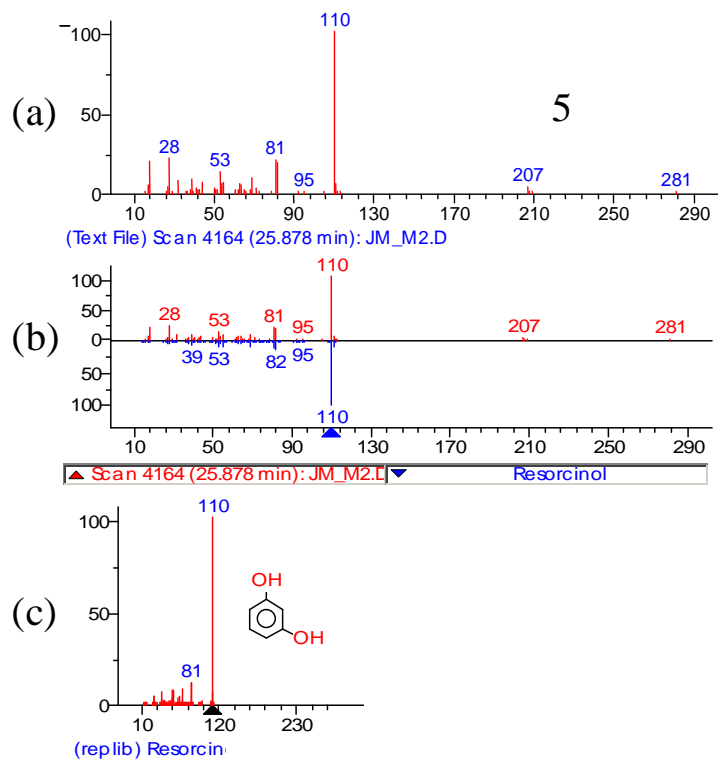 (a)
5
100
50
0
110
28
53
81
95
207
281
10 50 90 130 170 210 250 290
(Text File) Scan 4164 (25.878 min): JM_M2.D
(b)
110
100
50
0
50
100
28
53
81
95
207
281
39
53
82
95
110
10 50 90 130 170 210 250 290
Scan 4164 (25.878 min): JM_M2.D
Resorcinol
(c)
110
100
50
0
81
OH
OH
10 120 230
(replib) Resorcin